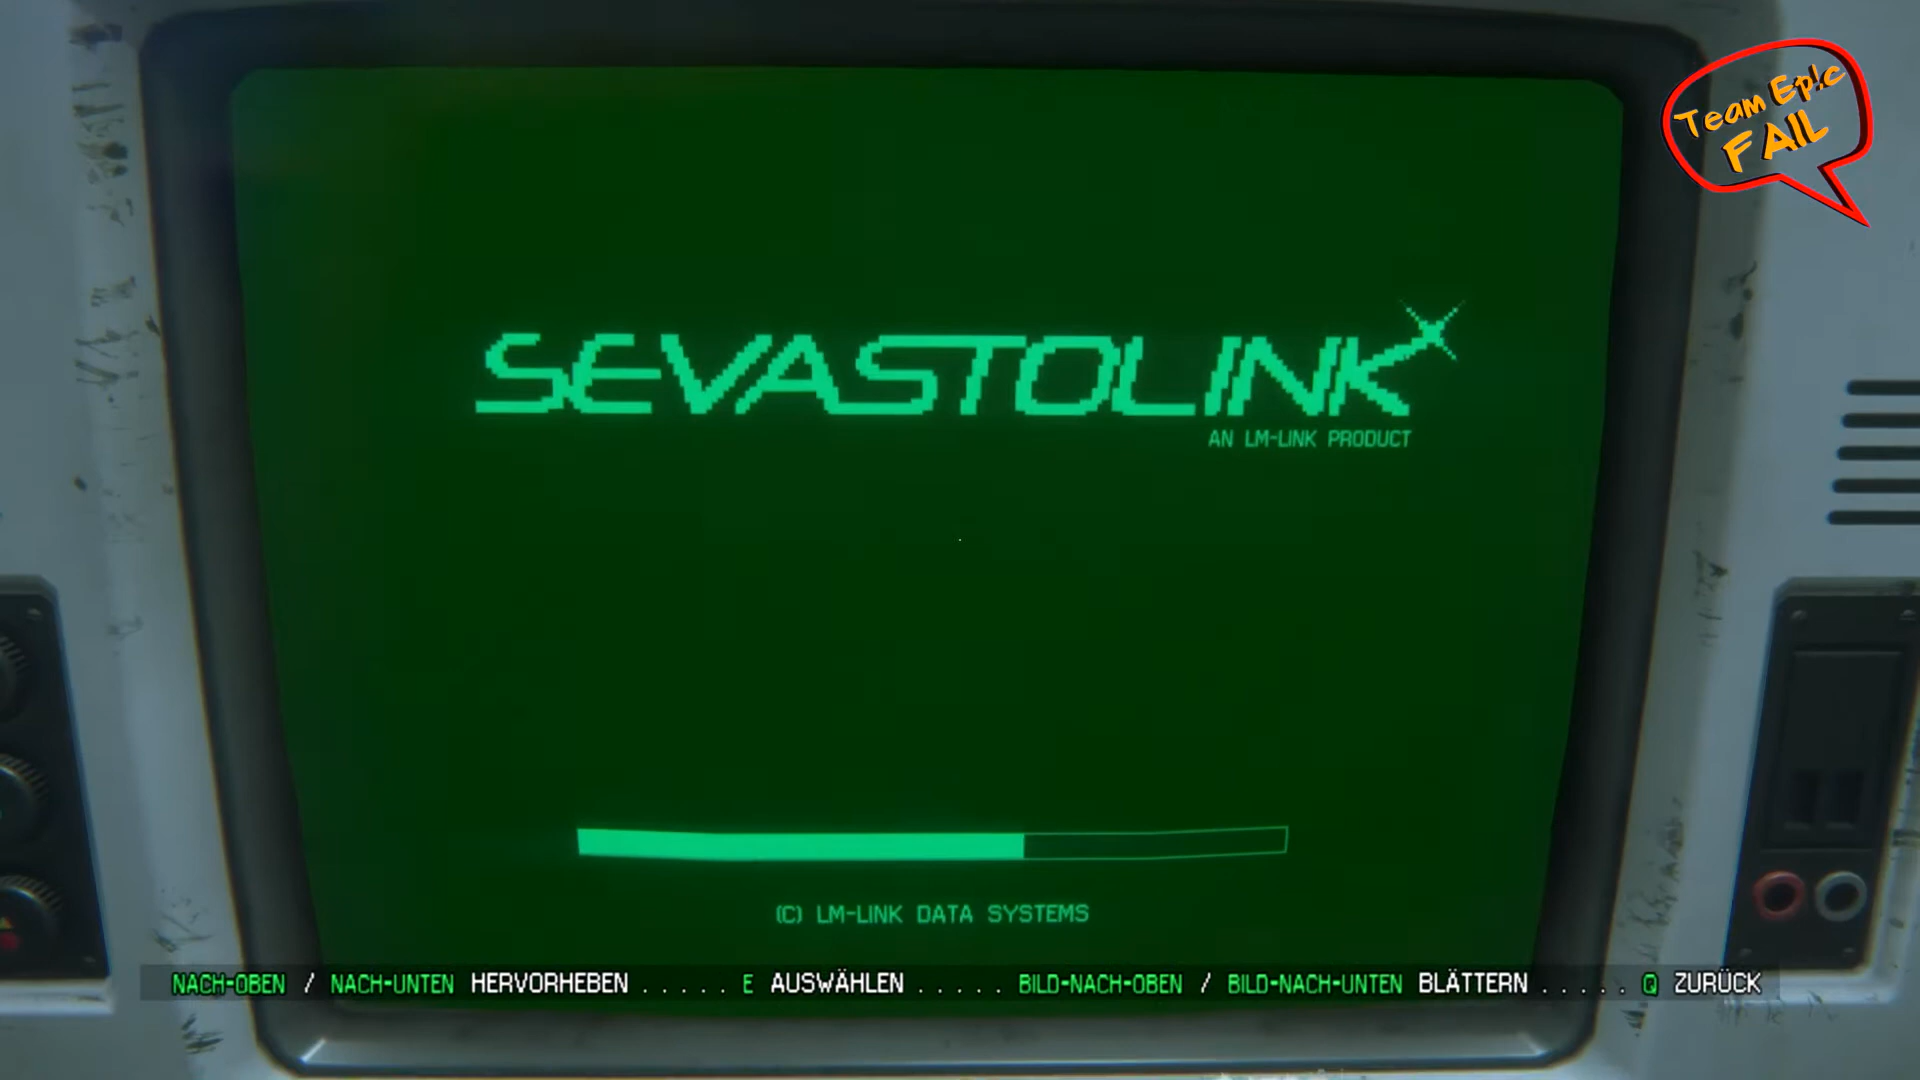 Team Ep!c
FAIL
SEVASTOLINK
AN LM-LINK PRODUCT
(C) LM-LINK DATA SYSTEMS
NACH-OBEN / NACH-UNTEN HERVORHEBEN ..... E AUSWÄHLEN ..... BILD-NACH-OBEN / BILD-NACH-UNTEN BLÄTTERN ..... Q ZURÜCK